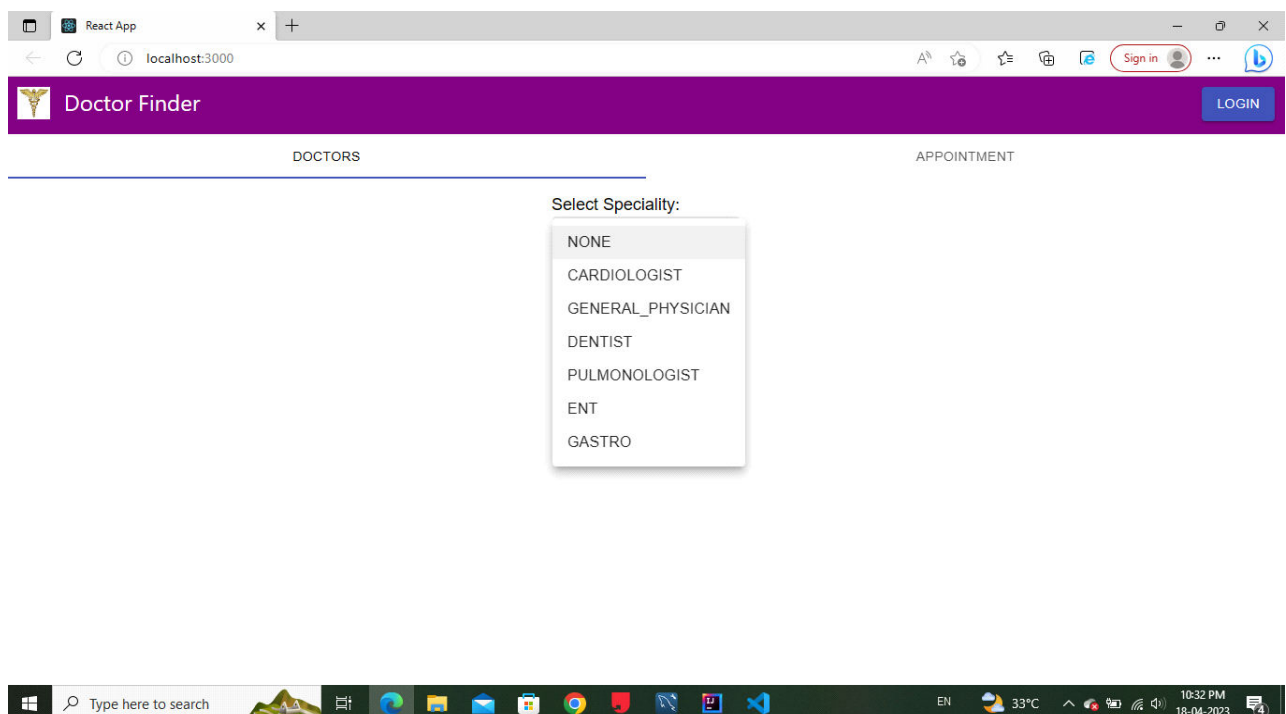 React App
localhost:3000
Sign in
Doctor Finder
LOGIN
DOCTORS
APPOINTMENT
Select Speciality:
NONE
CARDIOLOGIST
GENERAL_PHYSICIAN
DENTIST
PULMONOLOGIST
ENT
GASTRO
Type here to search
EN
33°C
10:32 PM
18-04-2023